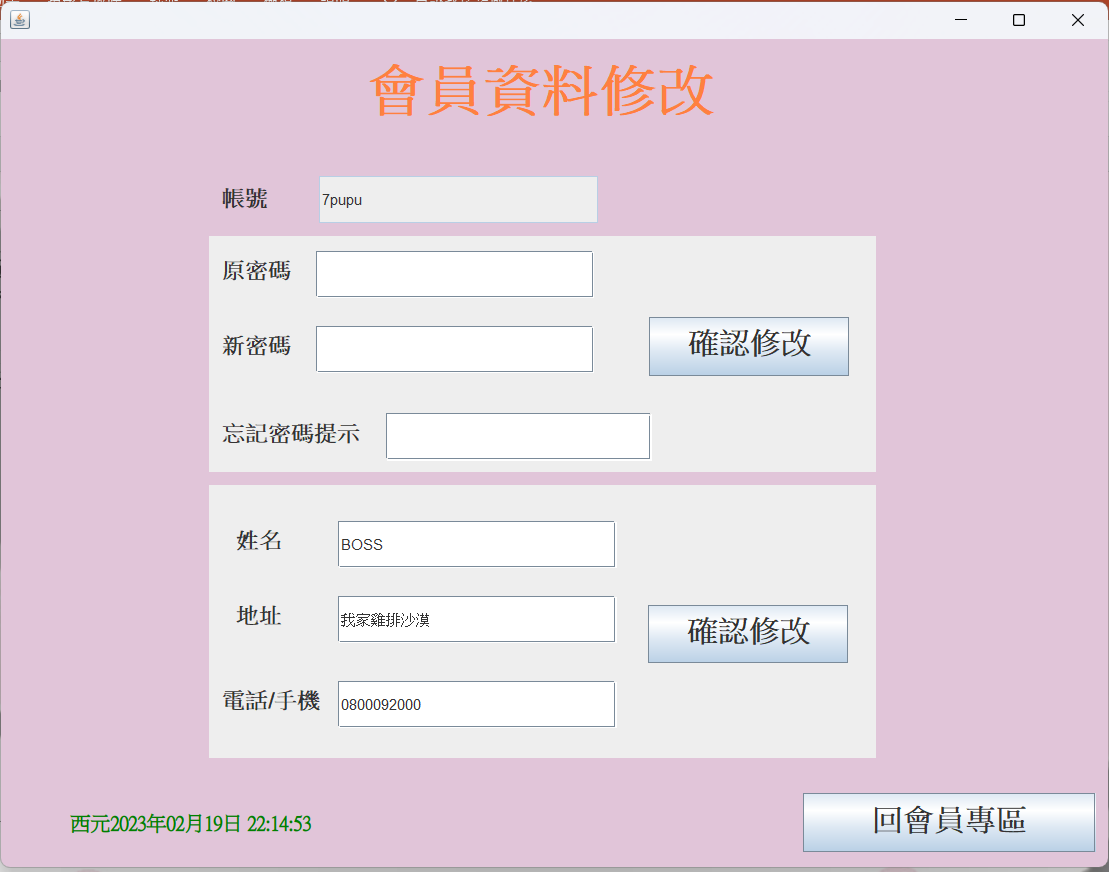 會員資料修改
帳號 7pupu
原密碼
新密碼 確認修改
忘記密碼提示
姓名 BOSS
地址 我家雞排沙漠
確認修改
電話/手機 0800092000
西元2023年02月19日 22:14:53
回會員專區